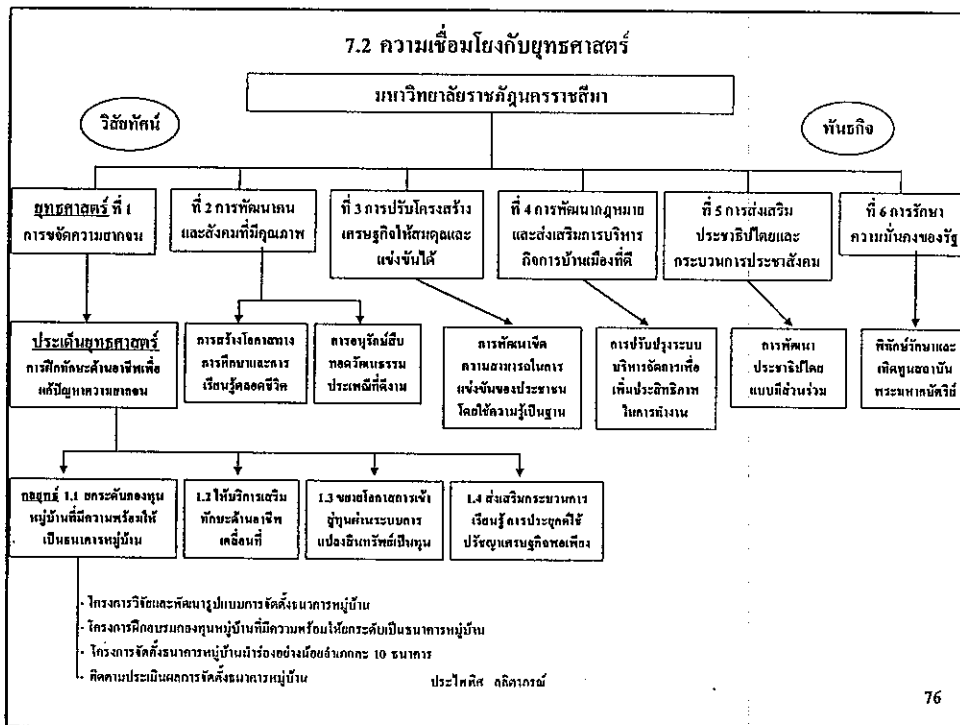 7.2 ความเชื่อมโยงกับยุทธศาสตร์
มหาวิทยาลัยราชภัฏนครราชสีมา
วิสัยทัศน์
พันธกิจ
ยุทธศาสตร์ ที่ 1
การขจัดความยากจน
ที่ 2 การพัฒนาคน
และสังคมที่มีคุณภาพ
ที่ 3 การปรับโครงสร้าง
เศรษฐกิจให้สมดุลและ
แข่งขันได้
ที่ 4 การพัฒนากฎหมาย
และส่งเสริมการบริหาร
กิจการบ้านเมืองที่ดี
ที่ 5 การส่งเสริม
ประชาธิปไตยและ
กระบวนการประชาสังคม
ที่ 6 การรักษา
ความมั่นคงของรัฐ
ประเด็นยุทธศาสตร์
การฝึกทักษะด้านอาชีพเพื่อ
แก้ปัญหาความยากจน
การสร้างโอกาสทาง
การศึกษาและการ
เรียนรู้ตลอดชีวิต
การอนุรักษ์สืบ
ทอดวัฒนธรรม
ประเพณีที่ดีงาม
การพัฒนาขีด
ความสามารถในการ
แข่งขันของประชาชน
โดยใช้ความรู้เป็นฐาน
การปรับปรุงระบบ
บริหารจัดการเพื่อ
เพิ่มประสิทธิภาพ
ในการทำงาน
การพัฒนา
ประชาธิปไตย
แบบมีส่วนร่วม
พิทักษ์รักษาและ
เทิดทูนสถาบัน
พระมหากษัตริย์
กลยุทธ์ 1.1 ยกระดับกองทุน
หมู่บ้านที่มีความพร้อมให้
เป็นธนาคารหมู่บ้าน
1.2 ให้บริการเสริม
ทักษะด้านอาชีพ
เคลื่อนที่
1.3 ขยายโอกาสการเข้า
สู่ทุนผ่านระบบการ
แปลงสินทรัพย์เป็นทุน
1.4 ส่งเสริมกระบวนการ
เรียนรู้ การประยุกต์ใช้
ปรัชญาเศรษฐกิจพอเพียง
- โครงการวิจัยและพัฒนารูปแบบการจัดตั้งธนาคารหมู่บ้าน
- โครงการฝึกอบรมกองทุนหมู่บ้านที่มีความพร้อมให้ยกระดับเป็นธนาคารหมู่บ้าน
- โครงการจัดตั้งธนาคารหมู่บ้านนำร่องอย่างน้อยอำเภอละ 10 ธนาคาร
- ติดตามประเมินผลการจัดตั้งธนาคารหมู่บ้าน
76